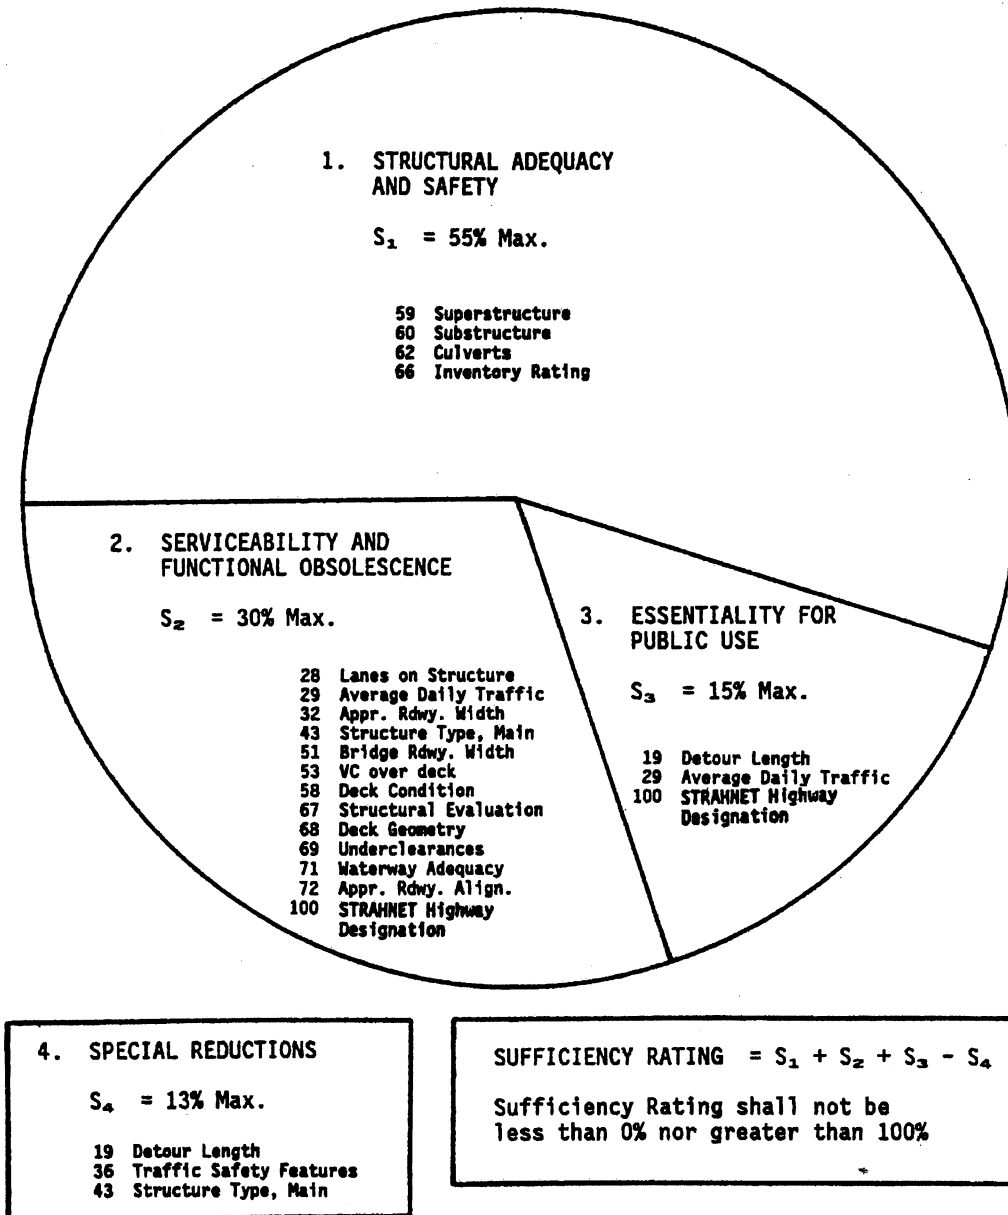 1. STRUCTURAL ADEQUACY
AND SAFETY
S₁ = 55% Max.
59 Superstructure
60 Substructure
62 Culverts
66 Inventory Rating
2. SERVICEABILITY AND
FUNCTIONAL OBSOLESCENCE
S₂ = 30% Max.
28 Lanes on Structure
29 Average Daily Traffic
32 Appr. Rdwy. Width
43 Structure Type, Main
51 Bridge Rdwy. Width
53 VC over deck
58 Deck Condition
67 Structural Evaluation
68 Deck Geometry
69 Underclearances
71 Waterway Adequacy
72 Appr. Rdwy. Align.
100 STRAHNET Highway
Designation
3. ESSENTIALITY FOR
PUBLIC USE
S₃ = 15% Max.
19 Detour Length
29 Average Daily Traffic
100 STRAHNET Highway
Designation
4. SPECIAL REDUCTIONS
S₄ = 13% Max.
19 Detour Length
36 Traffic Safety Features
43 Structure Type, Main
SUFFICIENCY RATING = S₁ + S₂ + S₃ - S₄
Sufficiency Rating shall not be
less than 0% nor greater than 100%